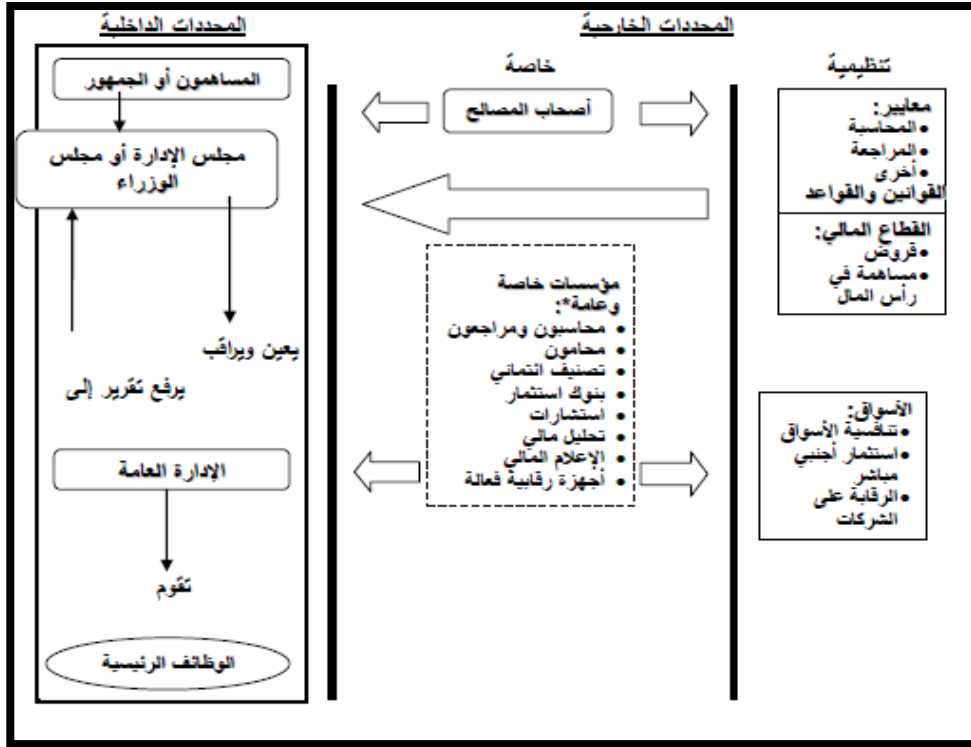 المحددات الخارجية
المحددات الداخلية
تنظيمية
خاصة
معايير:
•المحاسبة
•المراجعة
•أخرى
القوانين والقواعد
القطاع المالي:
•قروض
•مساهمة في
رأس المال
الأسواق:
•تنافسية الأسواق
•استثمار أجنبي
مباشر
•الرقابة على
الشركات
أصحاب المصالح
مؤسسات خاصة
وعامة*:
• محاسبون ومراجعون
• محامون
• تصنيف ائتماني
• بنوك استثمار
• استشارات
• تحليل مالي
• الإعلام المالي
• أجهزة رقابية فعالة
المساهمون أو الجمهور
مجلس الإدارة أو مجلس
الوزراء
يعين ويراقب
يرفع تقرير إلى
الإدارة العامة
تقوم
الوظائف الرئيسية